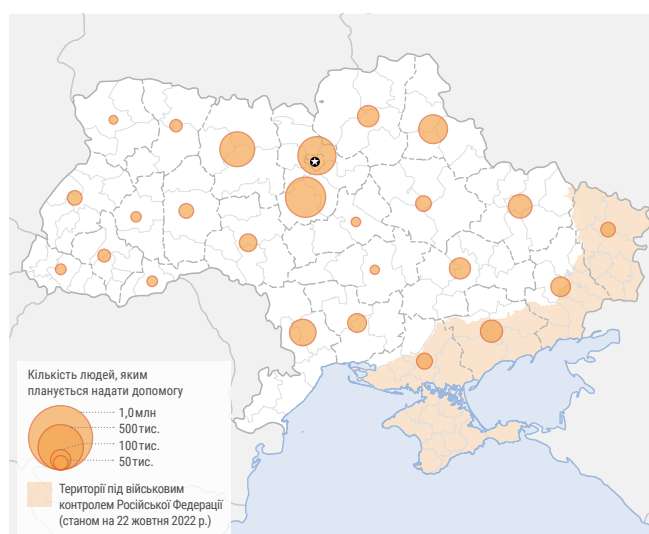 Кількість людей, яким
планується надати допомогу
1,0 млн
500 тис.
100 тис.
50 тис.
Території під військовим
контролем Російської Федерації
(станом на 22 жовтня 2022 р.)